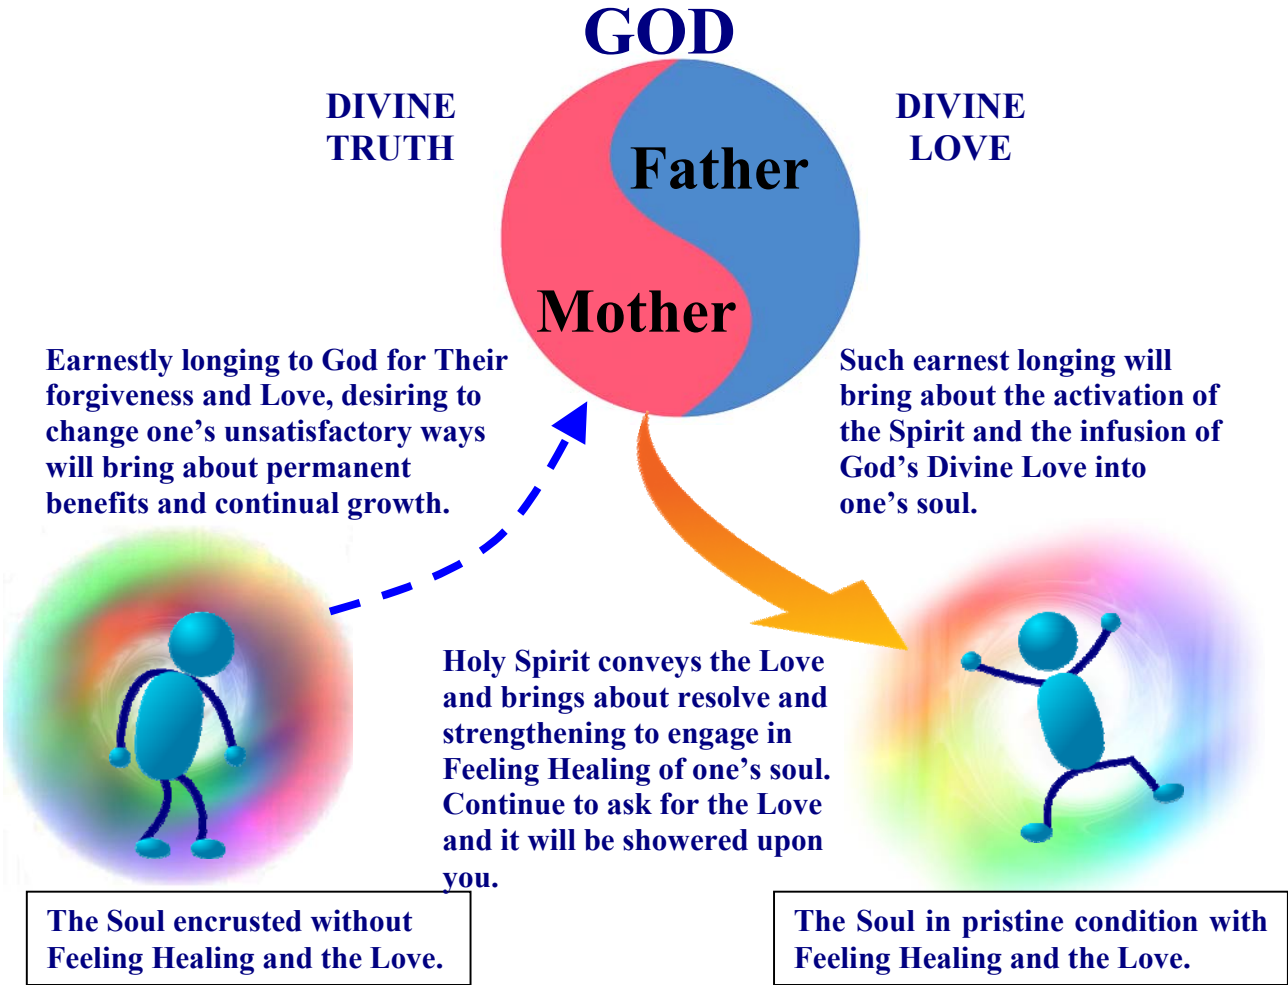 GOD
DIVINE
TRUTH
DIVINE
LOVE
Father
Mother
Earnestly longing to God for Their
forgiveness and Love, desiring to
change one’s unsatisfactory ways
will bring about permanent
benefits and continual growth.
Such earnest longing will
bring about the activation of
the Spirit and the infusion of
God’s Divine Love into
one’s soul.
Holy Spirit conveys the Love
and brings about resolve and
strengthening to engage in
Feeling Healing of one’s soul.
Continue to ask for the Love
and it will be showered upon
you.
The Soul encrusted without
Feeling Healing and the Love.
The Soul in pristine condition with
Feeling Healing and the Love.